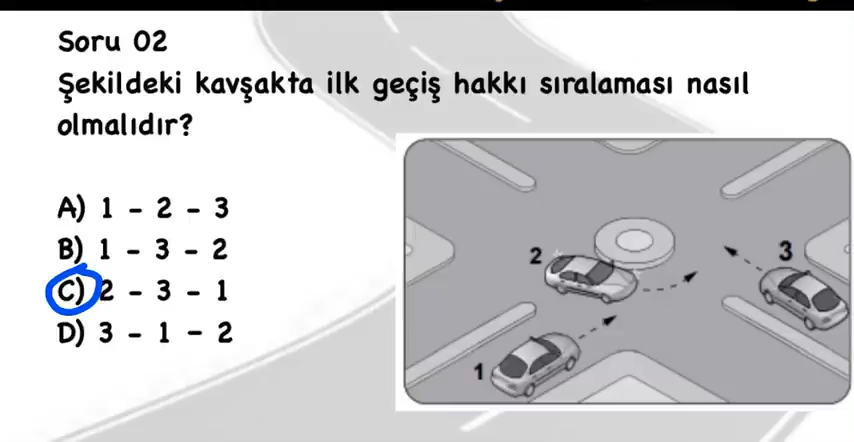 Soru 02
Şekildeki kavşakta ilk geçiş hakkı sıralaması nasıl
olmalıdır?
A) 1 - 2 - 3
B) 1 - 3 - 2
C) 2 - 3 - 1
D) 3 - 1 - 2
2
3
1